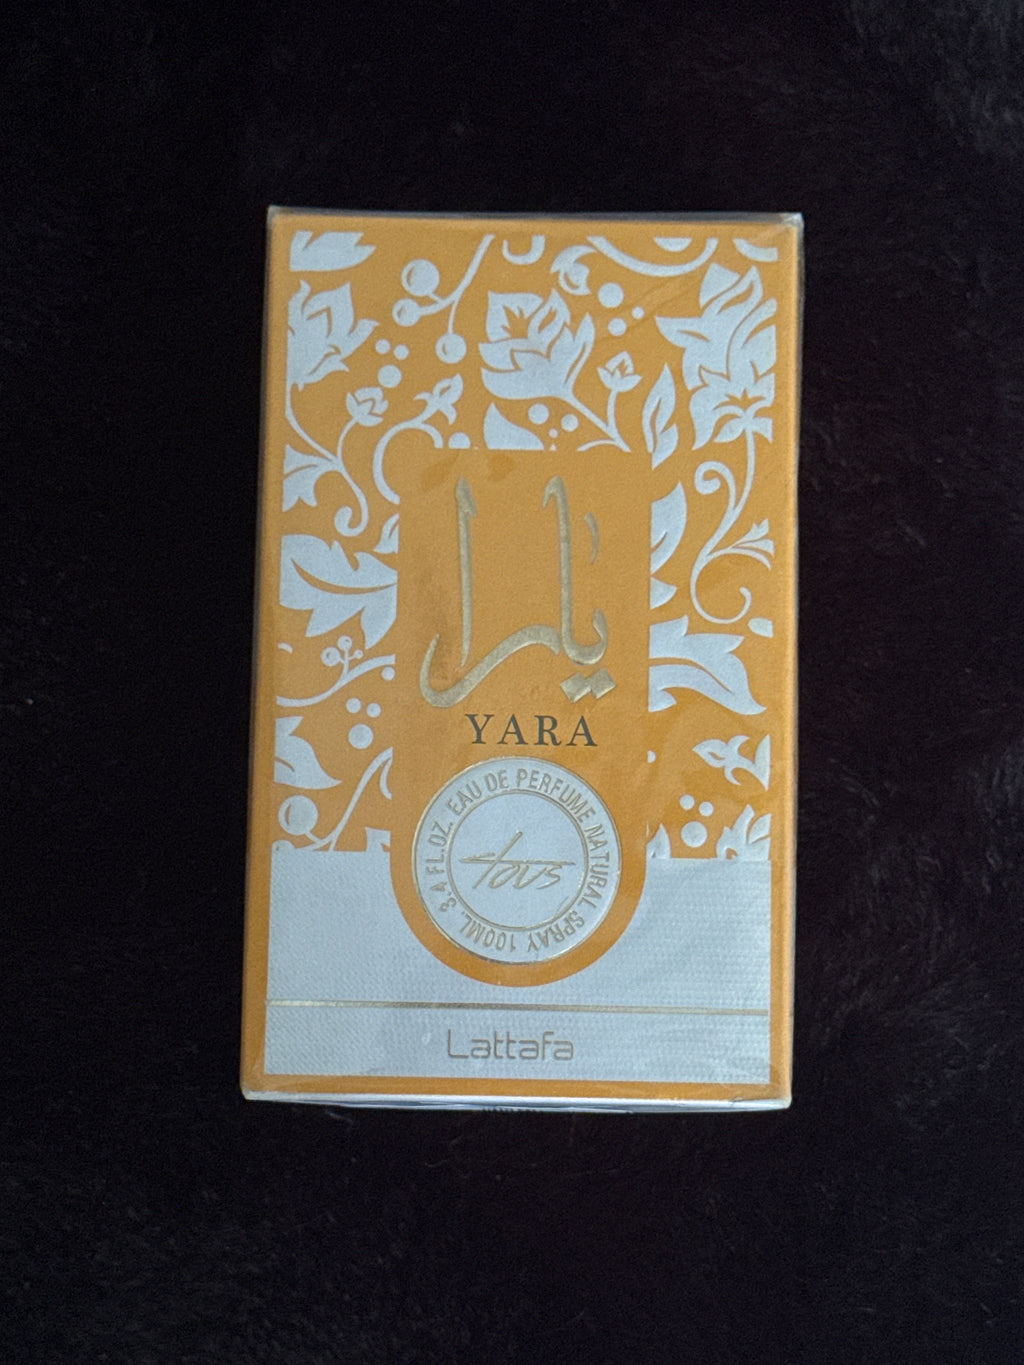 يارا
YARA
EAU DE PERFUME NATURAL SPRAY 100ML. 3.4 FL.OZ.
tous
Lattafa